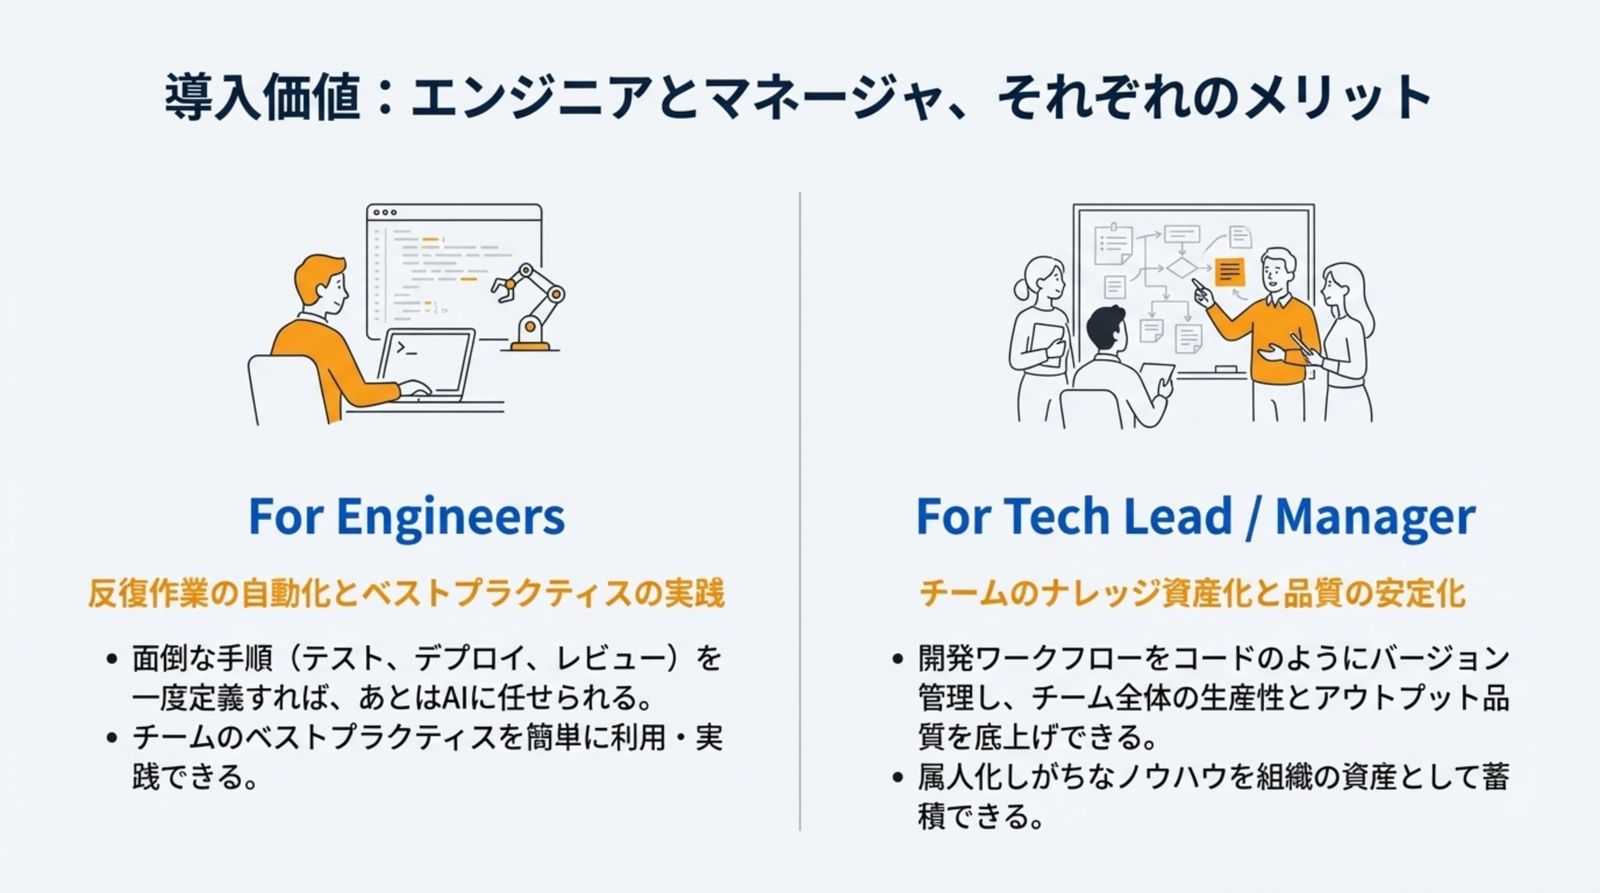 導入価値：エンジニアとマネージャ、それぞれのメリット
>_
For Engineers
反復作業の自動化とベストプラクティスの実践
• 面倒な手順（テスト、デプロイ、レビュー）を
一度定義すれば、あとはAIに任せられる。
• チームのベストプラクティスを簡単に利用・実
践できる。
For Tech Lead / Manager
チームのナレッジ資産化と品質の安定化
• 開発ワークフローをコードのようにバージョン
管理し、チーム全体の生産性とアウトプット品
質を底上げできる。
• 属人化しがちなノウハウを組織の資産として蓄
積できる。